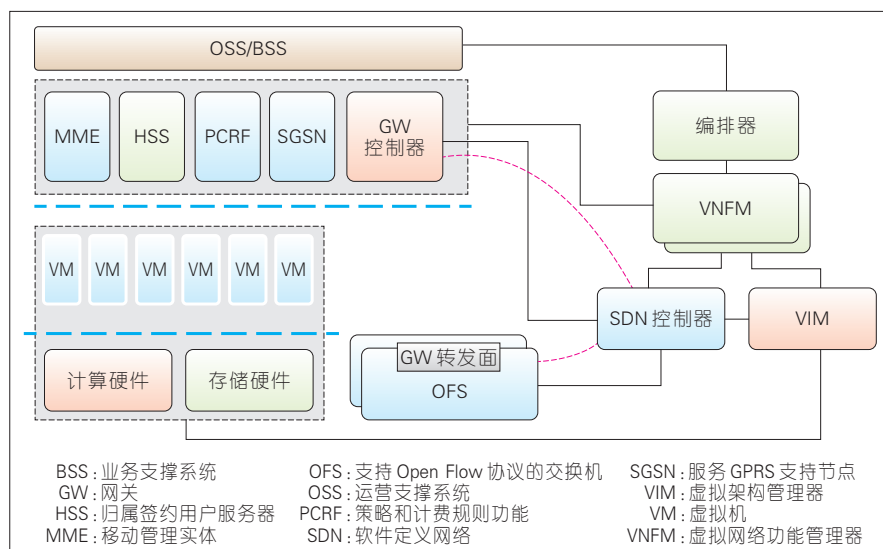 OSS/BSS
MME
HSS
PCRF
SGSN
GW
控制器
编排器
VNFM
VM
VM
VM
VM
VM
VM
SDN 控制器
VIM
GW 转发面
OFS
计算硬件
存储硬件
BSS:业务支撑系统
GW:网关
HSS:归属签约用户服务器
MME:移动管理实体
OFS:支持 Open Flow 协议的交换机
OSS:运营支撑系统
PCRF:策略和计费规则功能
SDN:软件定义网络
SGSN:服务 GPRS 支持节点
VIM:虚拟架构管理器
VM:虚拟机
VNFM:虚拟网络功能管理器